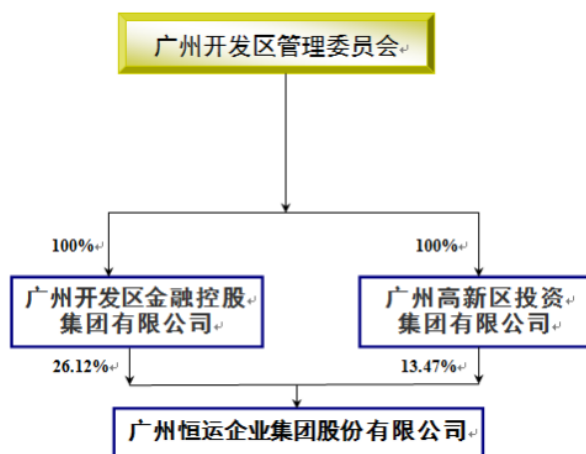 广州开发区管理委员会
100%
100%
广州开发区金融控股
集团有限公司
广州高新区投资
集团有限公司
26.12%
13.47%
广州恒运企业集团股份有限公司